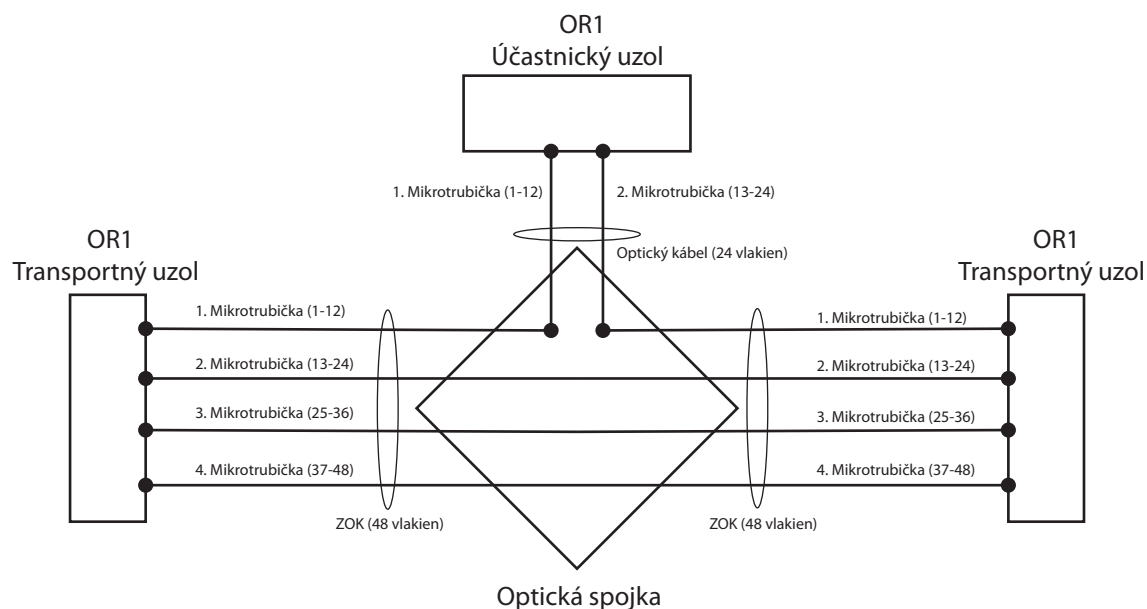 OR1
Účastnický uzol
1. Mikrotrubička (1-12)
2. Mikrotrubička (13-24)
Optický kábel (24 vlakien)
OR1
Transportný uzol
OR1
Transportný uzol
1. Mikrotrubička (1-12)
1. Mikrotrubička (1-12)
2. Mikrotrubička (13-24)
2. Mikrotrubička (13-24)
3. Mikrotrubička (25-36)
3. Mikrotrubička (25-36)
4. Mikrotrubička (37-48)
4. Mikrotrubička (37-48)
ZOK (48 vlakien)
ZOK (48 vlakien)
Optická spojka